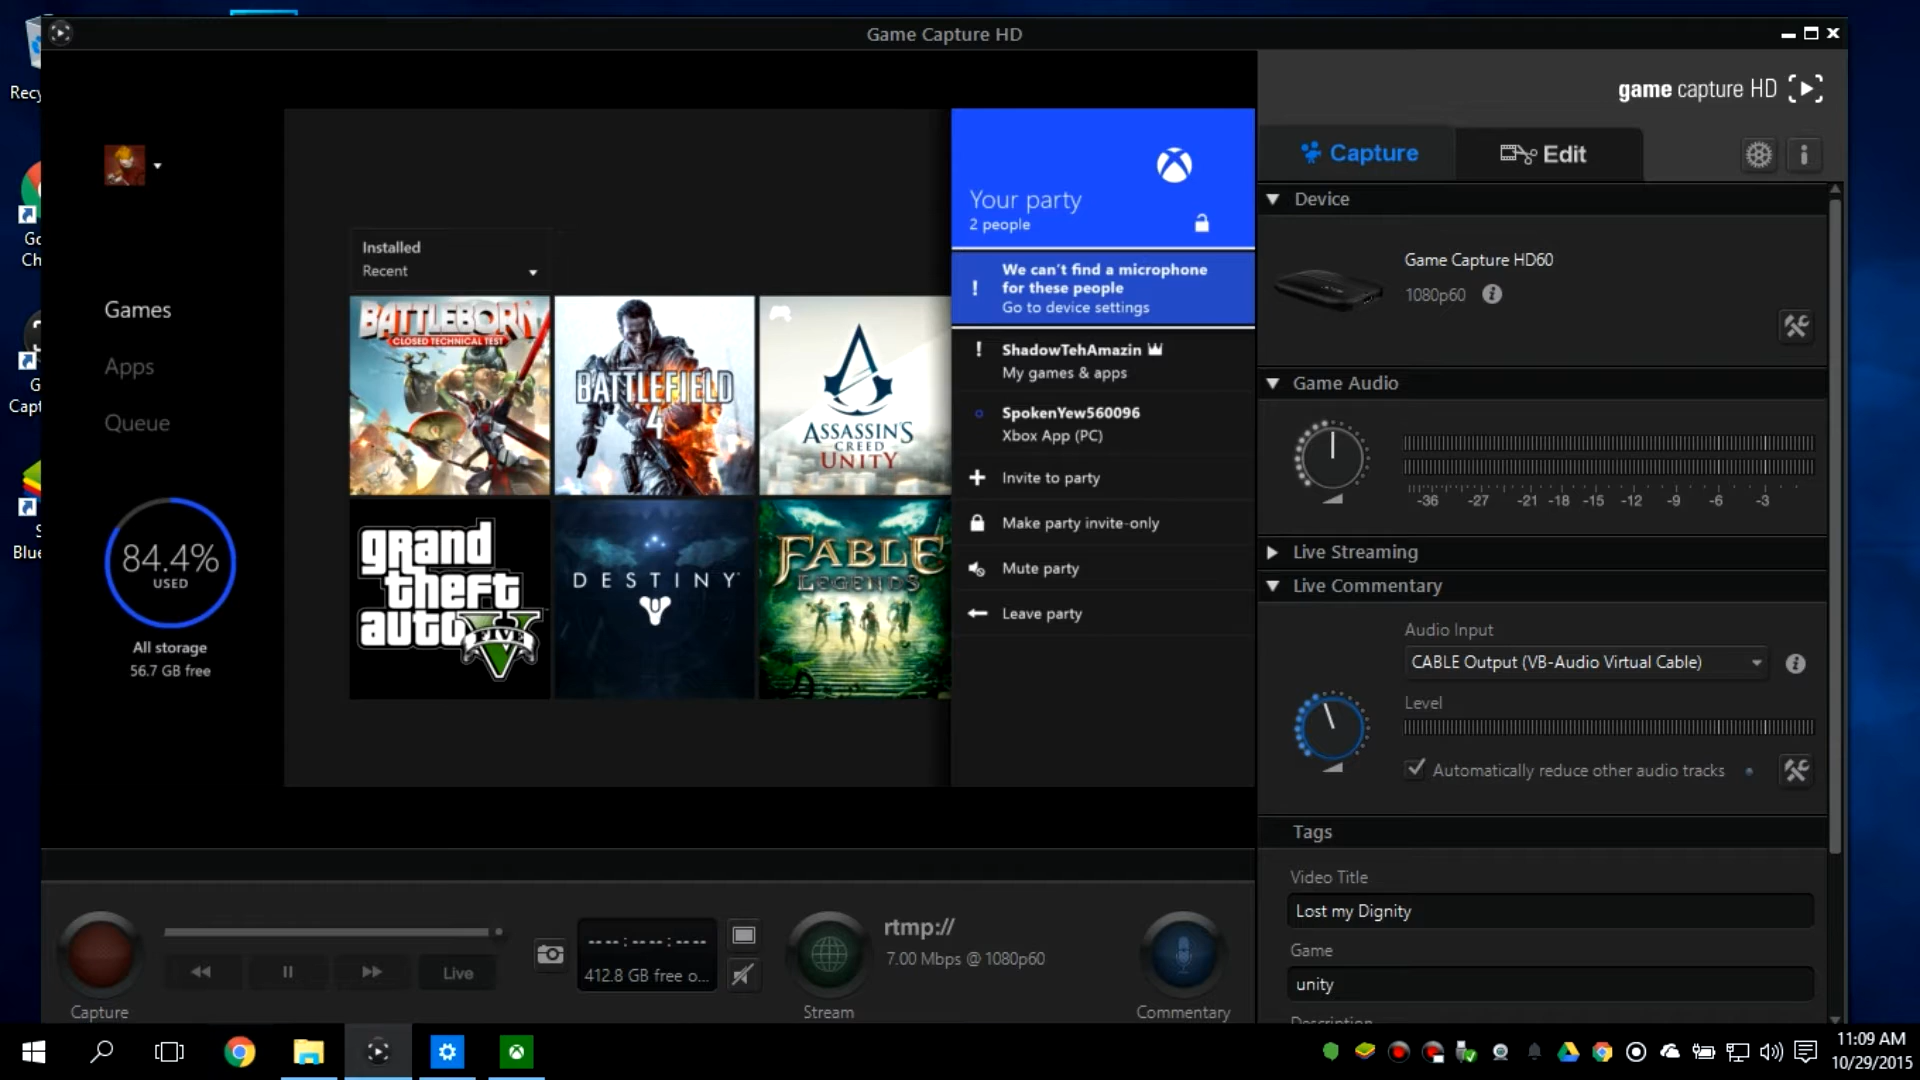 Game Capture HD
game capture HD
Recy
Capture
Edit
Your party
2 people
Device
Installed
Recent
We can't find a microphone
for these people
Go to device settings
Game Capture HD60
1080p60
Go
Ch
Games
Apps
Queue
BATTLEBORN
CLOSED TECHNICAL TEST
BATTLEFIELD
4
ASSASSIN'S
CREED
UNITY
ShadowTehAmazin
My games & apps
SpokenYew560096
Xbox App (PC)
Invite to party
Make party invite-only
Mute party
Leave party
Game Audio
-36 -27 -21 -18 -15 -12 -9 -6 -3
G
Capt
S
Blue
84.4%
USED
All storage
56.7 GB free
grand
theft
auto
V
FIVE
DESTINY
FABLE
LEGENDS
Live Streaming
Live Commentary
Audio Input
CABLE Output (VB-Audio Virtual Cable)
Level
Automatically reduce other audio tracks
Tags
Video Title
Lost my Dignity
Game
unity
Description
Live
--:--:--
412.8 GB free o...
rtmp://
7.00 Mbps @ 1080p60
Capture
Stream
Commentary
11:09 AM
10/29/2015